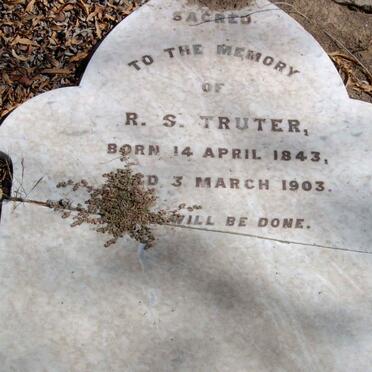 SACRED
TO THE MEMORY
OF
R. S. TRUTER,
BORN 14 APRIL 1843,
D 3 MARCH 1903.
WILL BE DONE.